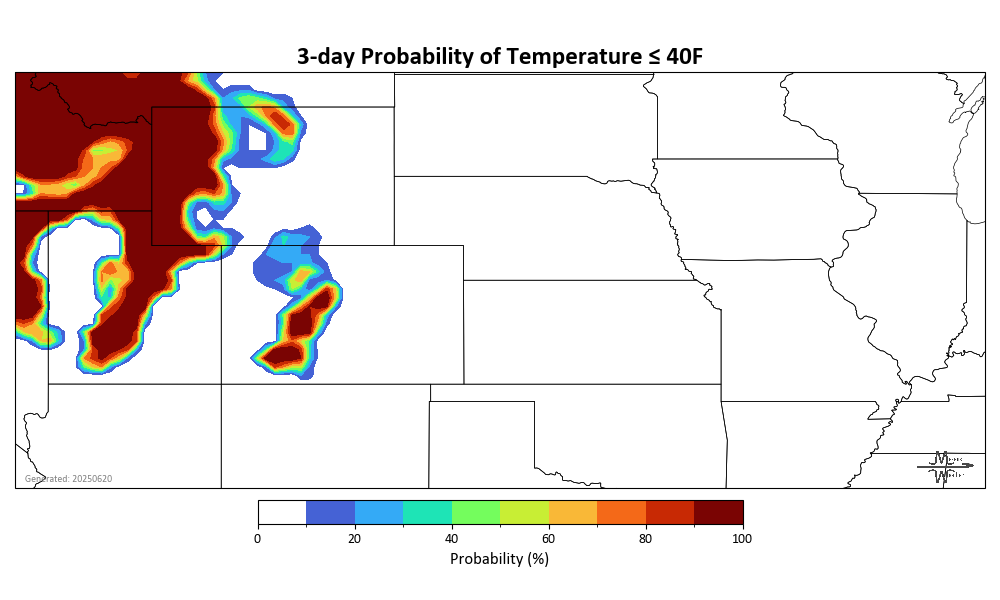 3-day Probability of Temperature ≤ 40F
Generated: 20250620
0 20 40 60 80 100
Probability (%)